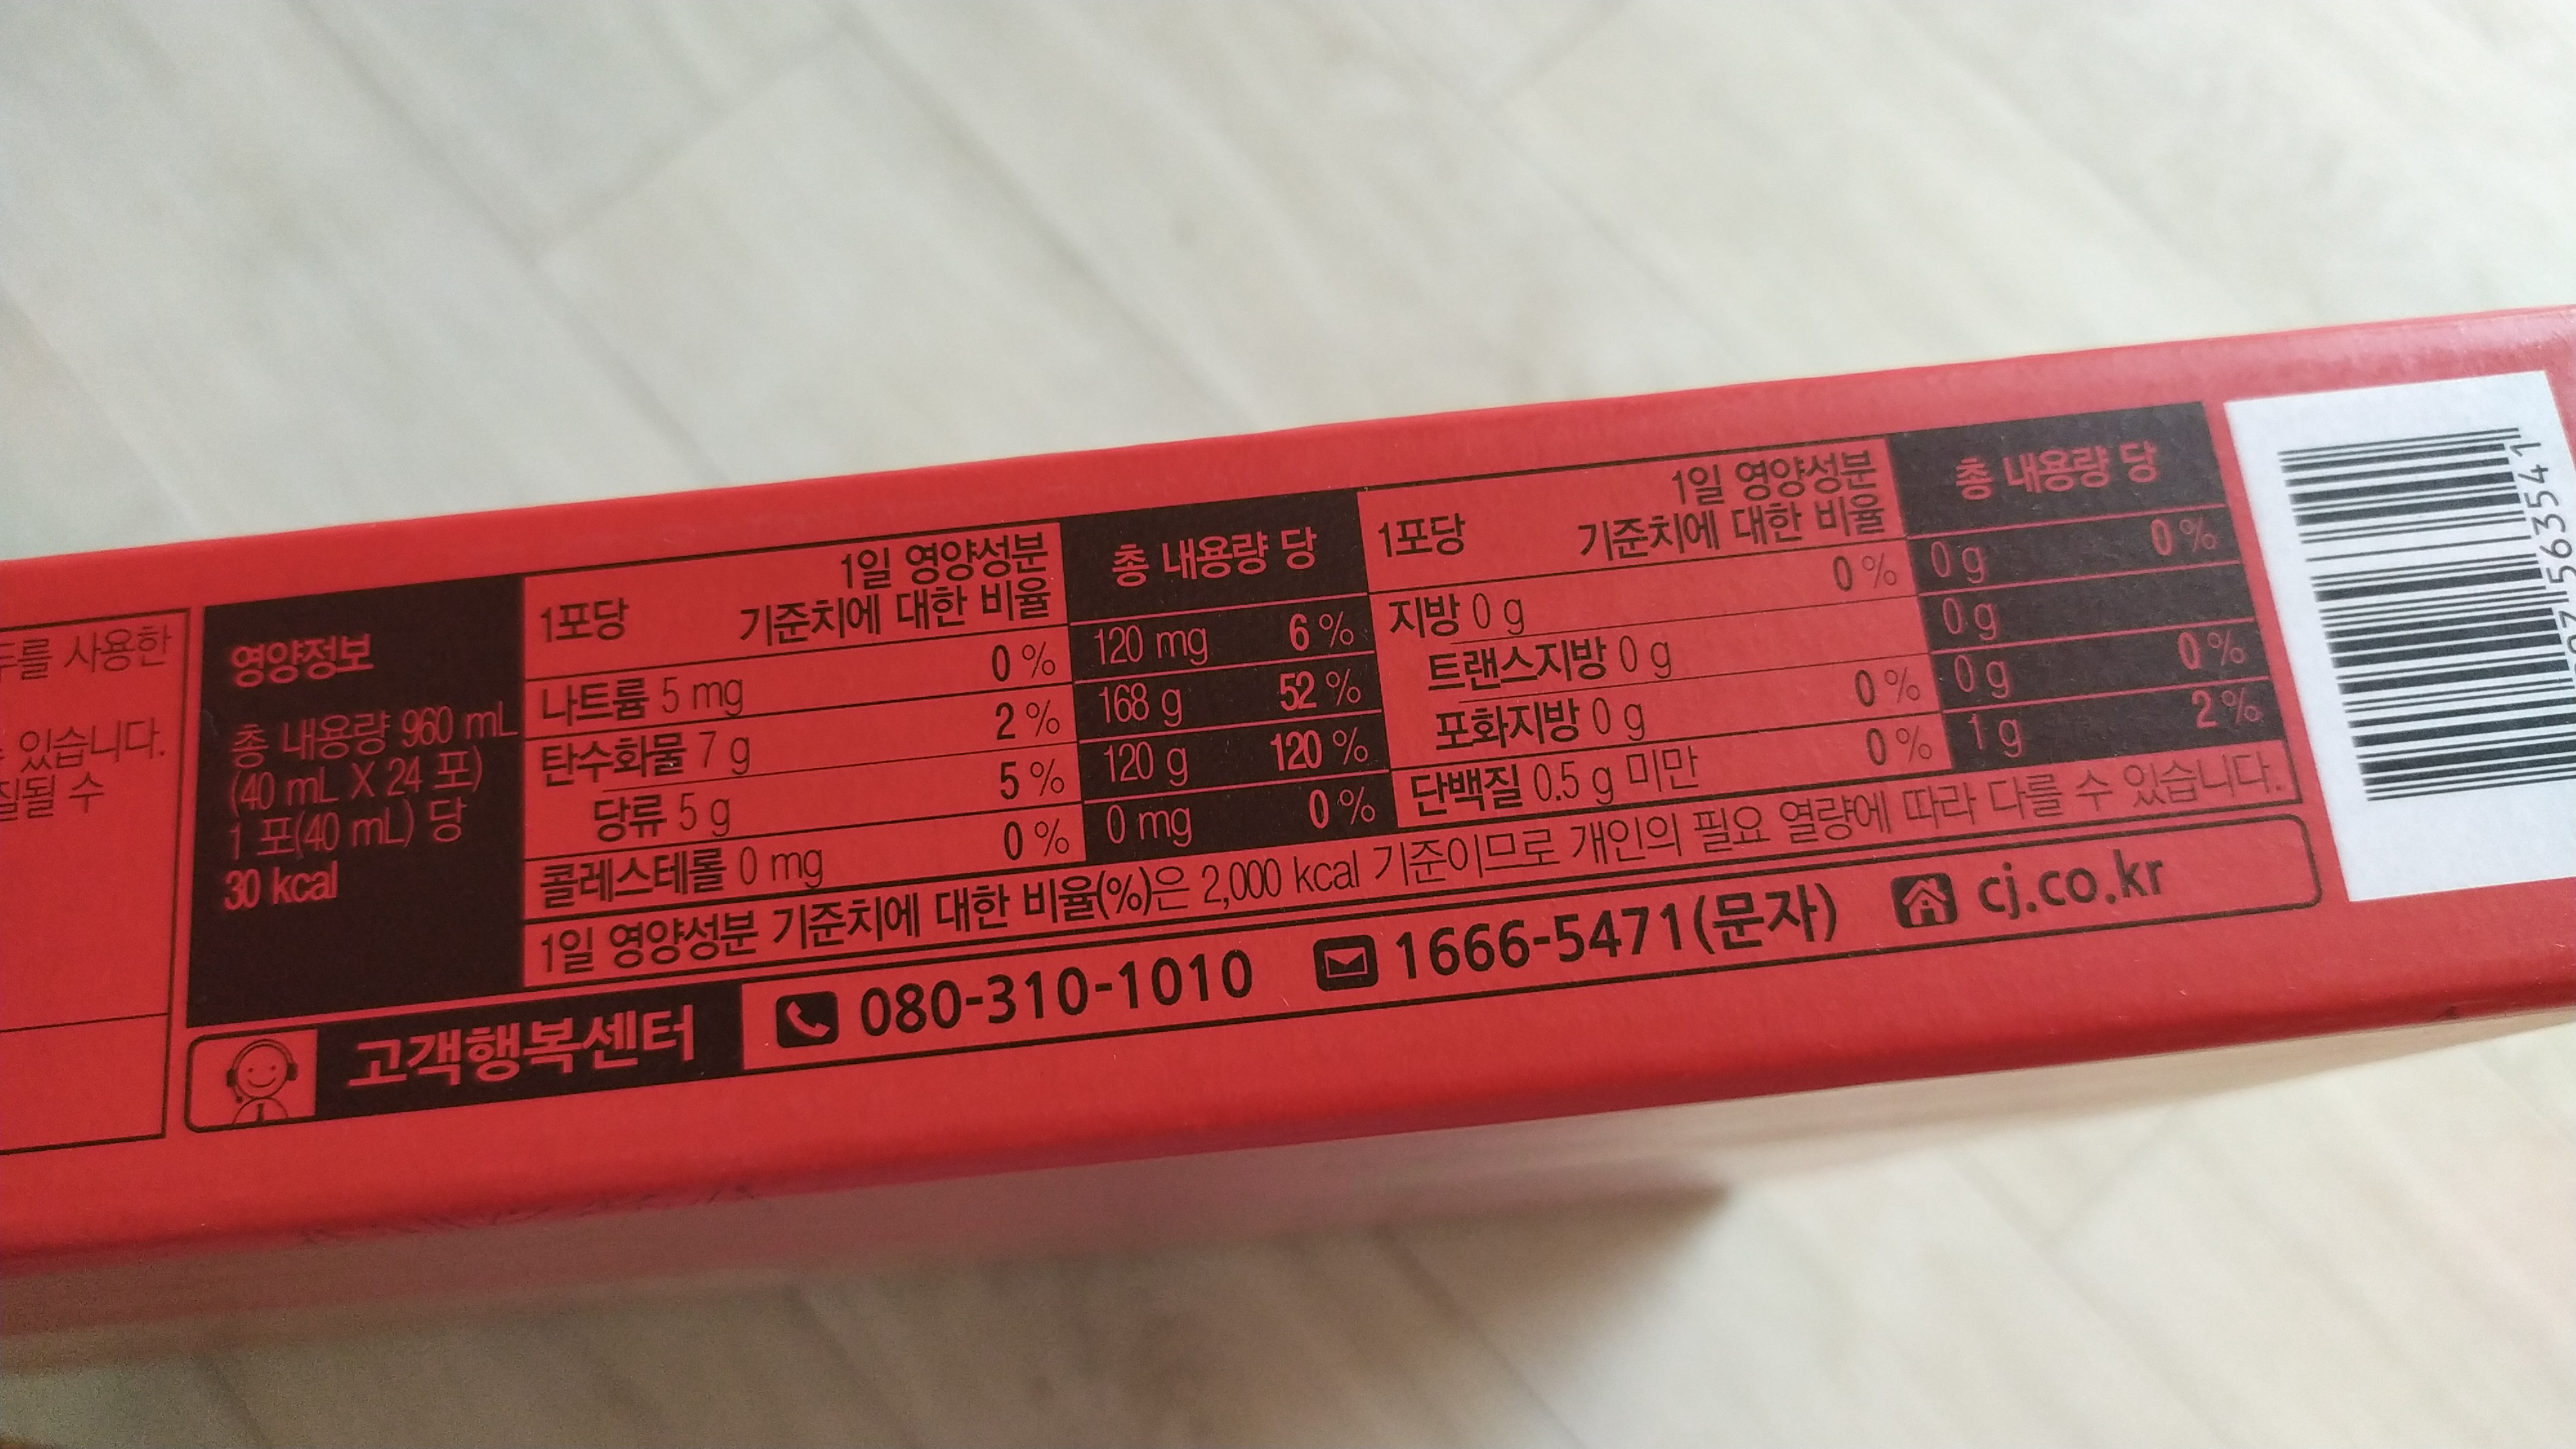 두를 사용한
있습니다.
질될 수
영양정보
총 내용량 960 mL
(40 mL X 24 포)
1 포(40 mL) 당
30 kcal
1포당 1일 영양성분 기준치에 대한 비율 총 내용량 당
나트륨 5 mg 0 % 120 mg 6 %
탄수화물 7 g 2 % 168 g 52 %
당류 5 g 5 % 120 g 120 %
콜레스테롤 0 mg 0 % 0 mg 0 %
1포당 1일 영양성분 기준치에 대한 비율 총 내용량 당
지방 0 g 0 % 0 g 0 %
트랜스지방 0 g 0 g
포화지방 0 g 0 % 0 g 0 %
단백질 0.5 g 미만 0 % 1 g 2 %
1일 영양성분 기준치에 대한 비율(%)은 2,000 kcal 기준이므로 개인의 필요 열량에 따라 다를 수 있습니다.
고객행복센터 080-310-1010 1666-5471(문자) cj.co.kr
563541